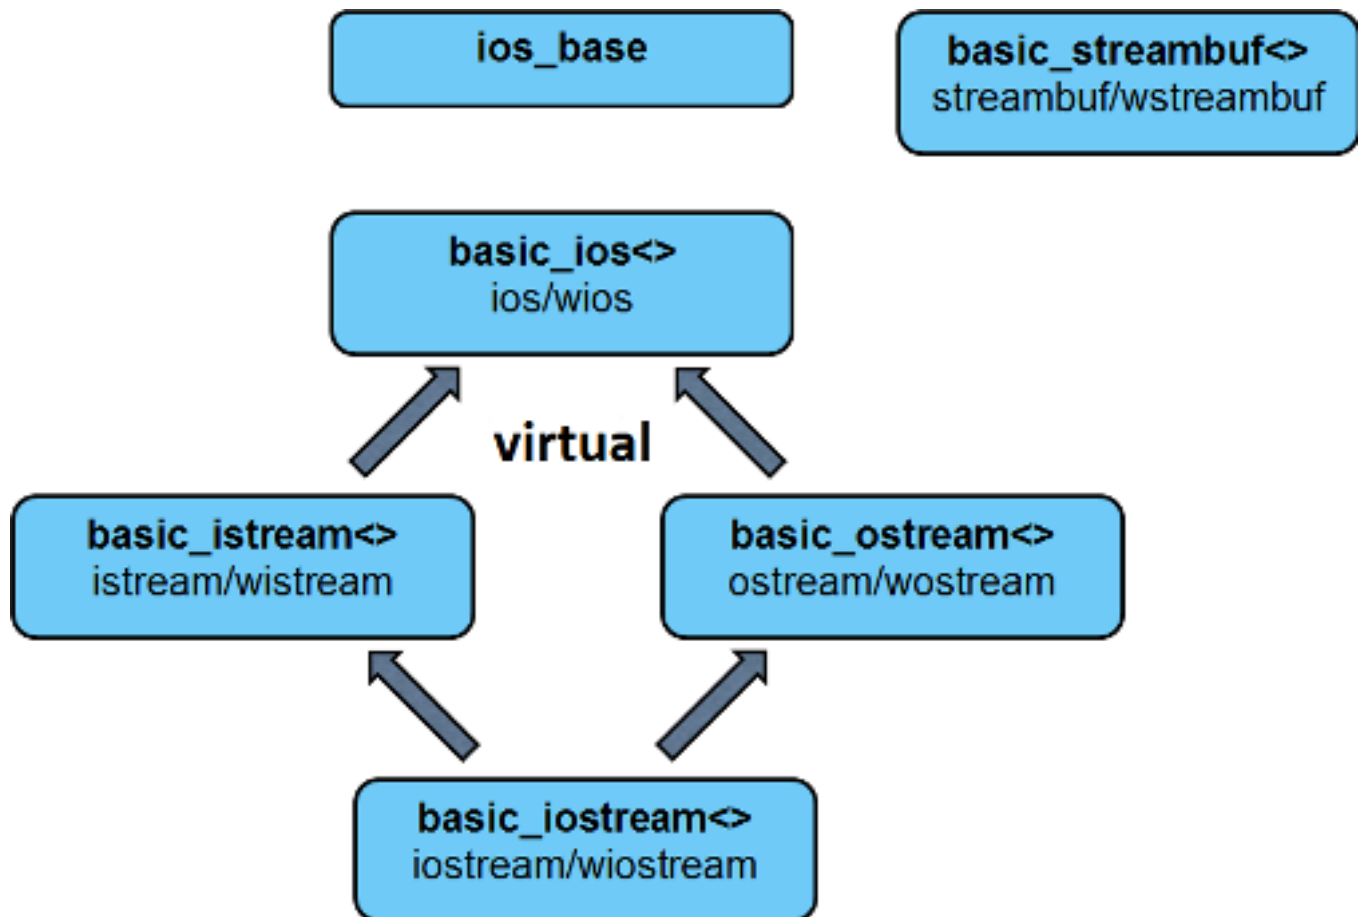 ios_base
basic_streambuf<>
streambuf/wstreambuf
basic_ios<>
ios/wios
virtual
basic_istream<>
istream/wistream
basic_ostream<>
ostream/wostream
basic_iostream<>
iostream/wiostream